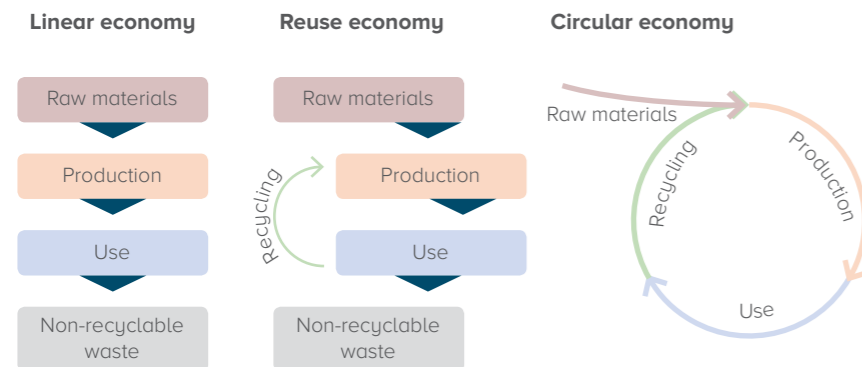 Linear economy
Raw materials
Production
Use
Non-recyclable
waste
Reuse economy
Raw materials
Production
Recycling
Use
Non-recyclable
waste
Circular economy
Raw materials
Production
Use
Recycling